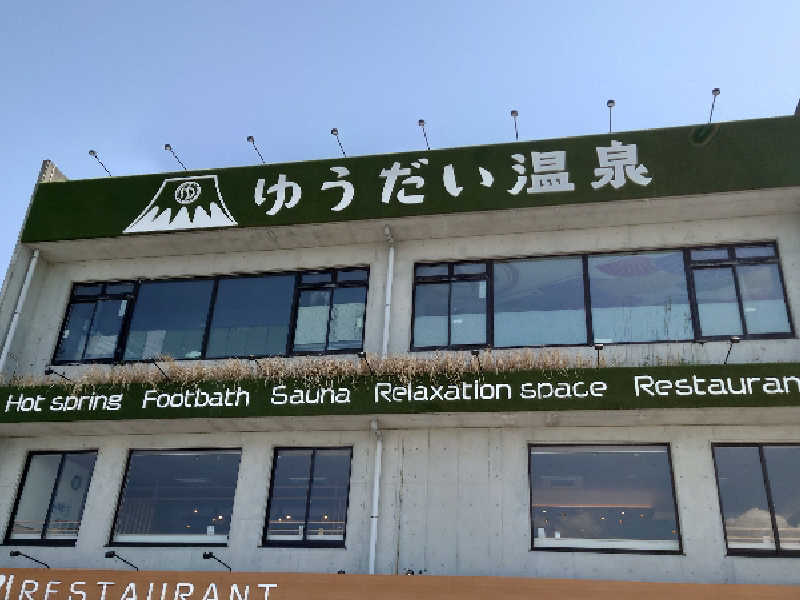 ゆうだい温泉
Hot spring Footbath Sauna Relaxation space Restauran
RESTAURANT